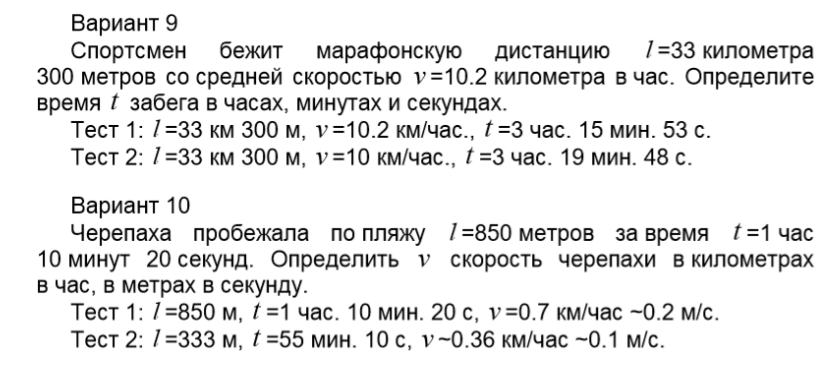 Вариант 9
Спортсмен бежит марафонскую дистанцию l=33 километра
300 метров со средней скоростью v=10.2 километра в час. Определите
время t забега в часах, минутах и секундах.
Тест 1: l=33 км 300 м, v=10.2 км/час., t=3 час. 15 мин. 53 с.
Тест 2: l=33 км 300 м, v=10 км/час., t=3 час. 19 мин. 48 с.
Вариант 10
Черепаха пробежала по пляжу l=850 метров за время t=1 час
10 минут 20 секунд. Определить v скорость черепахи в километрах
в час, в метрах в секунду.
Тест 1: l=850 м, t=1 час. 10 мин. 20 с, v=0.7 км/час ~0.2 м/с.
Тест 2: l=333 м, t=55 мин. 10 с, v~0.36 км/час ~0.1 м/с.